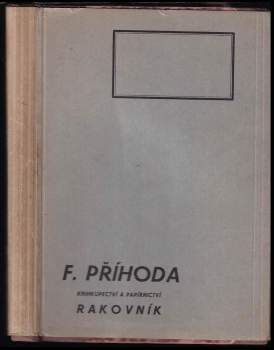 F. PŘÍHODA
KNIHKUPECTVÍ A PAPÍRNICTVÍ
RAKOVNÍK